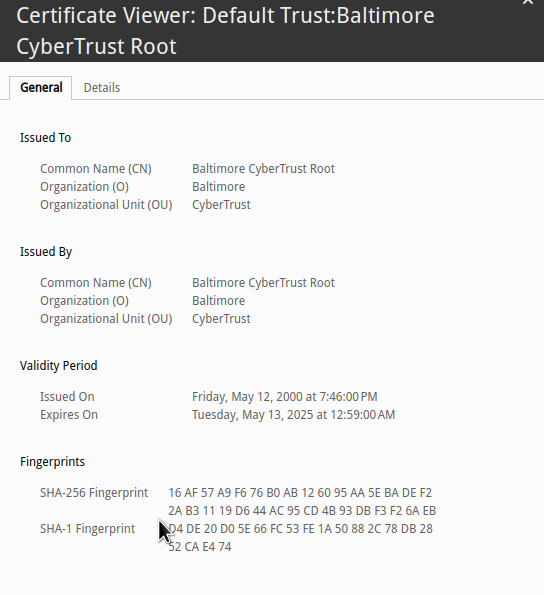 Certificate Viewer: Default Trust:Baltimore
CyberTrust Root
General Details
Issued To
Common Name (CN) Baltimore CyberTrust Root
Organization (O) Baltimore
Organizational Unit (OU) CyberTrust
Issued By
Common Name (CN) Baltimore CyberTrust Root
Organization (O) Baltimore
Organizational Unit (OU) CyberTrust
Validity Period
Issued On Friday, May 12, 2000 at 7:46:00 PM
Expires On Tuesday, May 13, 2025 at 12:59:00 AM
Fingerprints
SHA-256 Fingerprint 16 AF 57 A9 F6 76 B0 AB 12 60 95 AA 5E BA DE F2
2A B3 11 19 D6 44 AC 95 CD 4B 93 DB F3 F2 6A EB
SHA-1 Fingerprint D4 DE 20 D0 5E 66 FC 53 FE 1A 50 88 2C 78 DB 28
52 CA E4 74